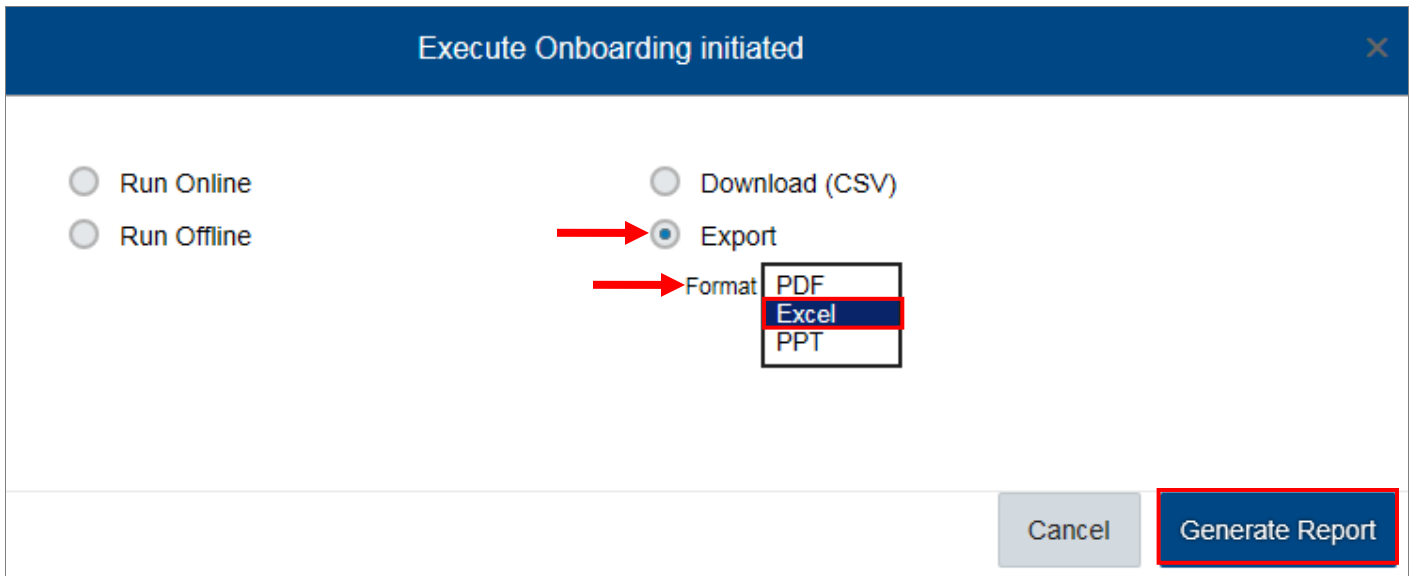 Execute Onboarding initiated
Run Online
Download (CSV)
Run Offline
Export
Format PDF
Excel
PPT
Cancel
Generate Report